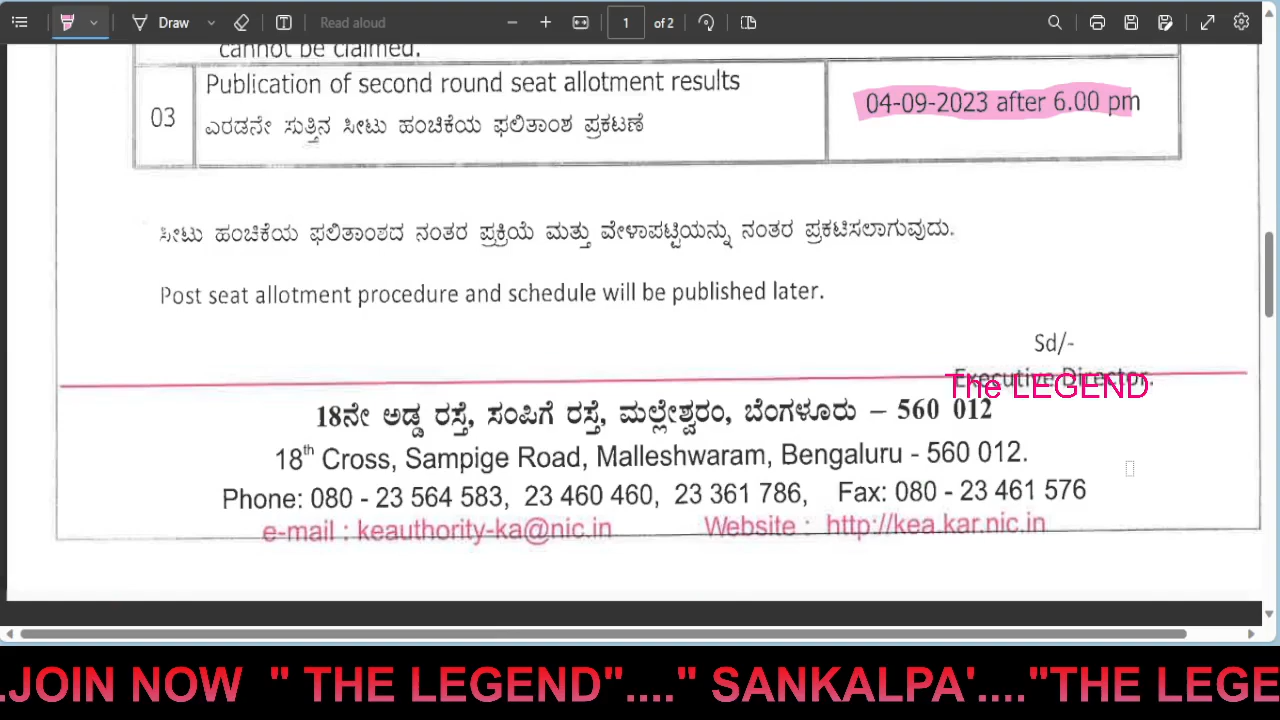 Draw
Read aloud
1 of 2
cannot be claimed.
03
Publication of second round seat allotment results
04-09-2023 after 6.00 pm
ಎರಡನೇ ಸುತ್ತಿನ ಸೀಟು ಹಂಚಿಕೆಯ ಫಲಿತಾಂಶ ಪ್ರಕಟಣೆ
ಸೀಟು ಹಂಚಿಕೆಯ ಫಲಿತಾಂಶದ ನಂತರ ಪ್ರಕ್ರಿಯೆ ಮತ್ತು ವೇಳಾಪಟ್ಟಿಯನ್ನು ನಂತರ ಪ್ರಕಟಿಸಲಾಗುವುದು.
Post seat allotment procedure and schedule will be published later.
Sd/-
Executive Director.
The LEGEND
18ನೇ ಅಡ್ಡ ರಸ್ತೆ, ಸಂಪಿಗೆ ರಸ್ತೆ, ಮಲ್ಲೇಶ್ವರಂ, ಬೆಂಗಳೂರು – 560 012
18th Cross, Sampige Road, Malleshwaram, Bengaluru - 560 012.
Phone: 080 - 23 564 583, 23 460 460, 23 361 786, Fax: 080 - 23 461 576
e-mail : keauthority-ka@nic.in Website : http://kea.kar.nic.in
.JOIN NOW " THE LEGEND"...." SANKALPA'...."THE LEGE